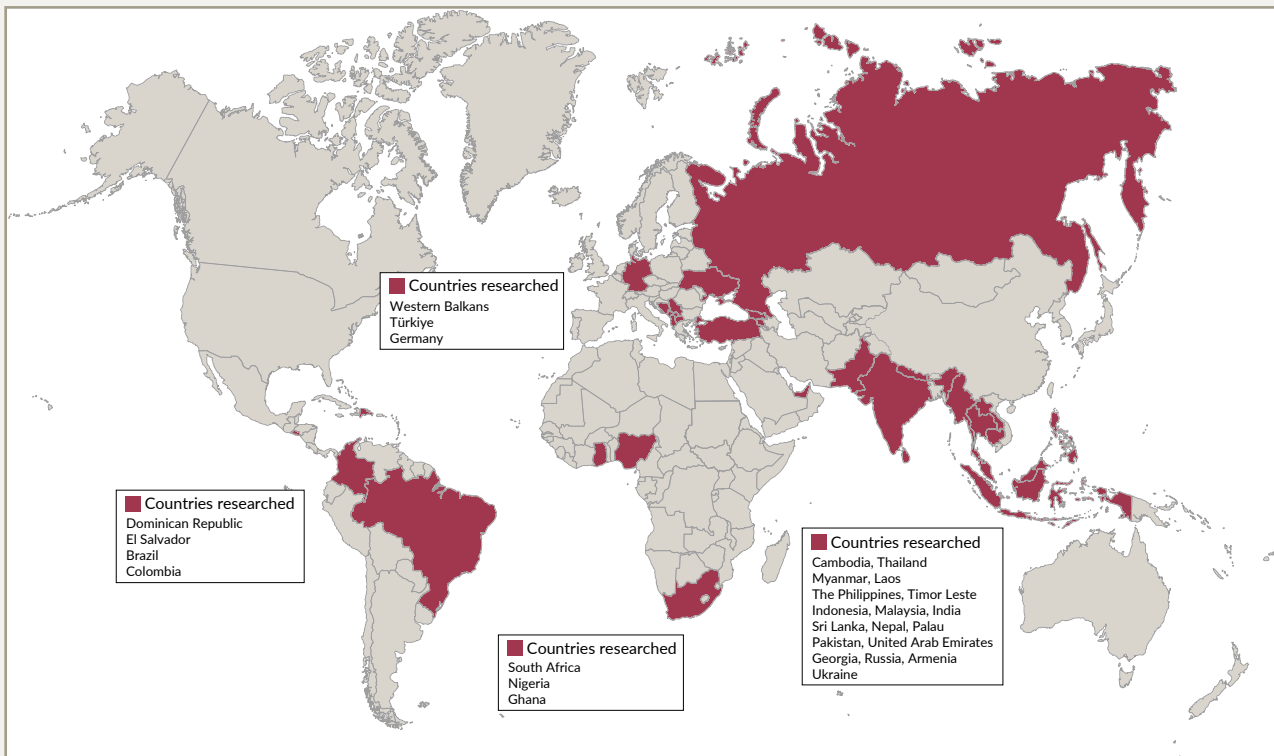 Countries researched
Western Balkans
Türkiye
Germany
Countries researched
Dominican Republic
El Salvador
Brazil
Colombia
Countries researched
South Africa
Nigeria
Ghana
Countries researched
Cambodia, Thailand
Myanmar, Laos
The Philippines, Timor Leste
Indonesia, Malaysia, India
Sri Lanka, Nepal, Palau
Pakistan, United Arab Emirates
Georgia, Russia, Armenia
Ukraine